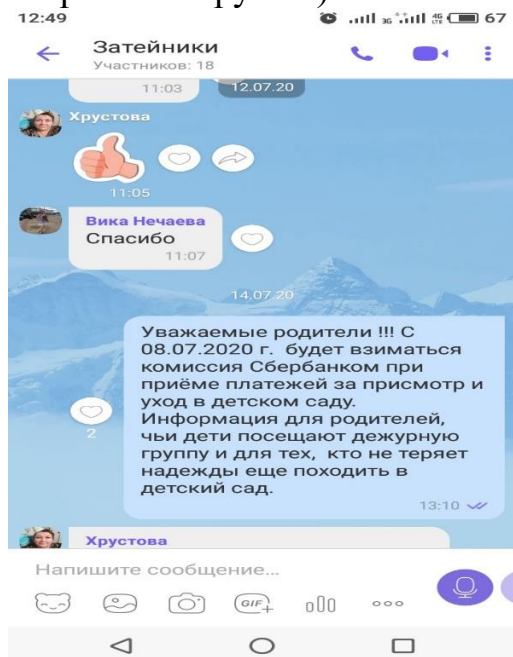 12:49
3G 4G LTE 67
Затейники
Участников: 18
11:03
12.07.20
Хрустова
11:05
Вика Нечаева
Спасибо
11:07
14.07.20
Уважаемые родители !!! С
08.07.2020 г. будет взиматься
комиссия Сбербанком при
приёме платежей за присмотр и
уход в детском саду.
Информация для родителей,
чьи дети посещают дежурную
группу и для тех, кто не теряет
надежды еще походить в
детский сад.
2
13:10
Хрустова
Напишите сообщение...
GIF